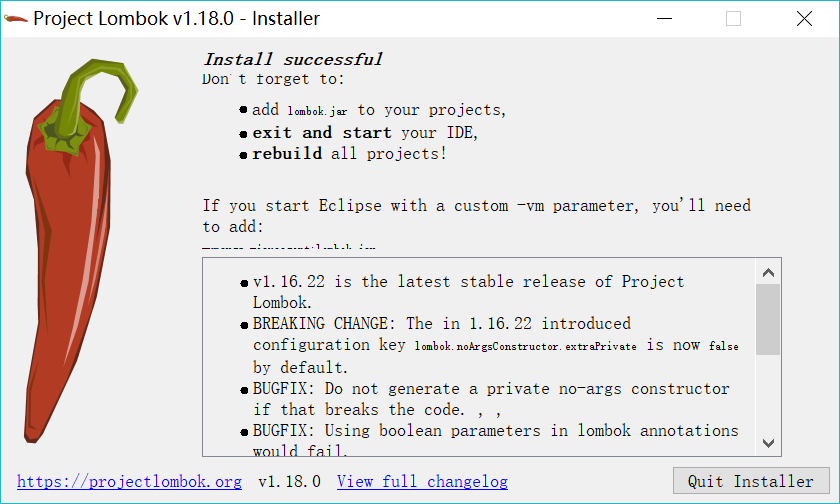 Project Lombok v1.18.0 - Installer
Install successful
Don't forget to:
add lombok.jar to your projects,
exit and start your IDE,
rebuild all projects!
If you start Eclipse with a custom -vm parameter, you'll need
to add:
v1.16.22 is the latest stable release of Project
Lombok.
BREAKING CHANGE: The in 1.16.22 introduced
configuration key lombok.noArgsConstructor.extraPrivate is now false
by default.
BUGFIX: Do not generate a private no-args constructor
if that breaks the code. , ,
BUGFIX: Using boolean parameters in lombok annotations
would fail.
https://projectlombok.org v1.18.0 View full changelog
Quit Installer